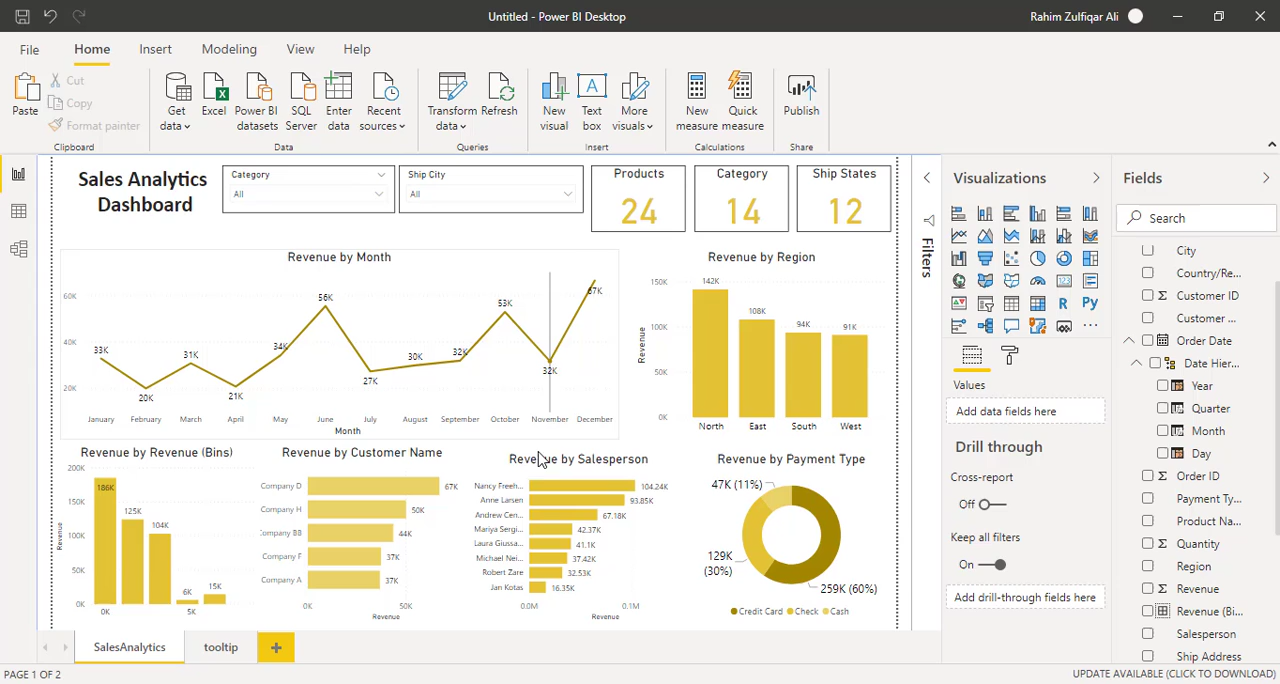 Untitled - Power BI Desktop
Rahim Zulfiqar Ali
File
Home
Insert
Modeling
View
Help
Paste
Cut
Copy
Format painter
Clipboard
Get
data
Excel
Power BI
datasets
SQL
Server
Enter
data
Recent
sources
Data
Transform
data
Refresh
Queries
New
visual
Text
box
More
visuals
Insert
New
measure
Quick
measure
Calculations
Publish
Share
Sales Analytics
Dashboard
Category
All
Ship City
All
Products
24
Category
14
Ship States
12
Revenue by Month
60K
40K
20K
33K
20K
31K
21K
34K
56K
27K
30K
32K
53K
32K
67K
January
February
March
April
May
June
July
August
September
October
November
December
Month
Revenue by Region
Revenue
150K
100K
50K
0K
142K
108K
94K
91K
North
East
South
West
Revenue by Revenue (Bins)
Revenue
200K
150K
100K
50K
0K
186K
125K
104K
6K
15K
0K
5K
Revenue by Customer Name
Company D
67K
Company H
50K
Company BB
44K
Company F
37K
Company A
37K
0K
50K
Revenue
Revenue by Salesperson
Nancy Freeh...
104.24K
Anne Larsen
93.85K
Andrew Cen...
67.18K
Mariya Sergi...
42.37K
Laura Giussa...
41.1K
Michael Nei...
37.42K
Robert Zare
32.53K
Jan Kotas
16.35K
0.0M
0.1M
Revenue
Revenue by Payment Type
47K (11%)
129K
(30%)
259K (60%)
Credit Card
Check
Cash
Filters
Visualizations
R
Py
Values
Add data fields here
Drill through
Cross-report
Off
Keep all filters
On
Add drill-through fields here
Fields
Search
City
Country/Re...
Σ Customer ID
Customer ...
Order Date
Date Hier...
Year
Quarter
Month
Day
Σ Order ID
Payment Ty...
Product Na...
Σ Quantity
Region
Σ Revenue
Revenue (Bi...
Salesperson
Ship Address
SalesAnalytics
tooltip
PAGE 1 OF 2
UPDATE AVAILABLE (CLICK TO DOWNLOAD)